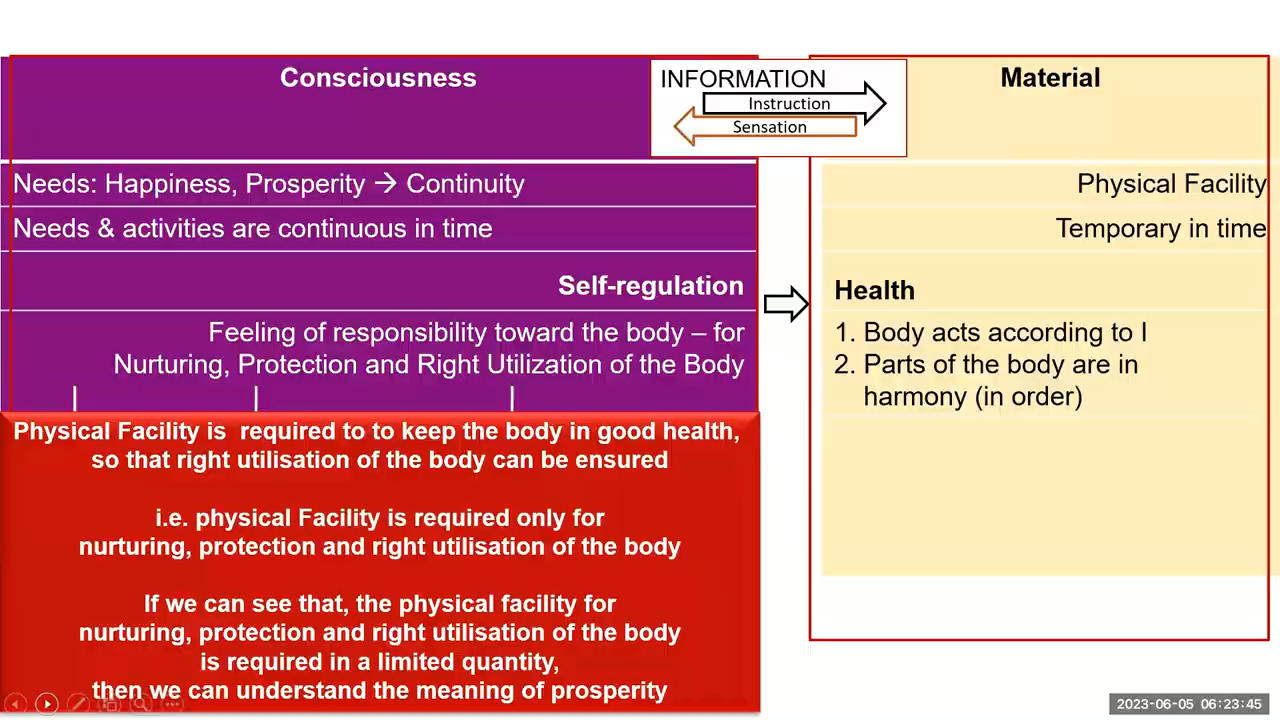 Consciousness
INFORMATION
Instruction
Sensation
Material
Needs: Happiness, Prosperity → Continuity
Physical Facility
Needs & activities are continuous in time
Temporary in time
Self-regulation
Feeling of responsibility toward the body – for
Nurturing, Protection and Right Utilization of the Body
Health
1. Body acts according to I
2. Parts of the body are in
harmony (in order)
Physical Facility is required to to keep the body in good health,
so that right utilisation of the body can be ensured
i.e. physical Facility is required only for
nurturing, protection and right utilisation of the body
If we can see that, the physical facility for
nurturing, protection and right utilisation of the body
is required in a limited quantity,
then we can understand the meaning of prosperity
2023-06-05 06:23:45